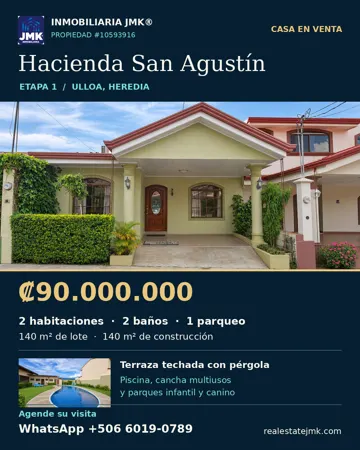 JMK
INMOBILIARIA JMK®
PROPIEDAD #10593916
CASA EN VENTA
Hacienda San Agustín
ETAPA 1 / ULLOA, HEREDIA
₡90.000.000
2 habitaciones · 2 baños · 1 parqueo
140 m² de lote · 140 m² de construcción
Terraza techada con pérgola
Piscina, cancha multiusos
y parques infantil y canino
Agende su visita
WhatsApp +506 6019-0789
realestatejmk.com